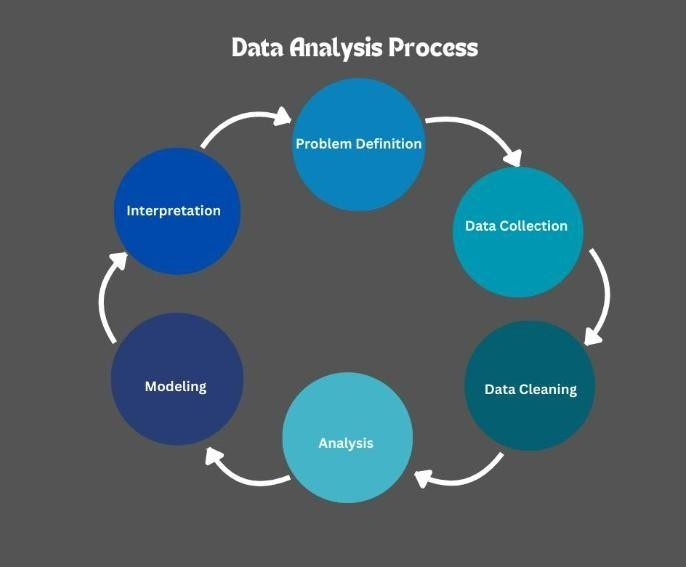 Data Analysis Process
Problem Definition
Data Collection
Data Cleaning
Analysis
Modeling
Interpretation